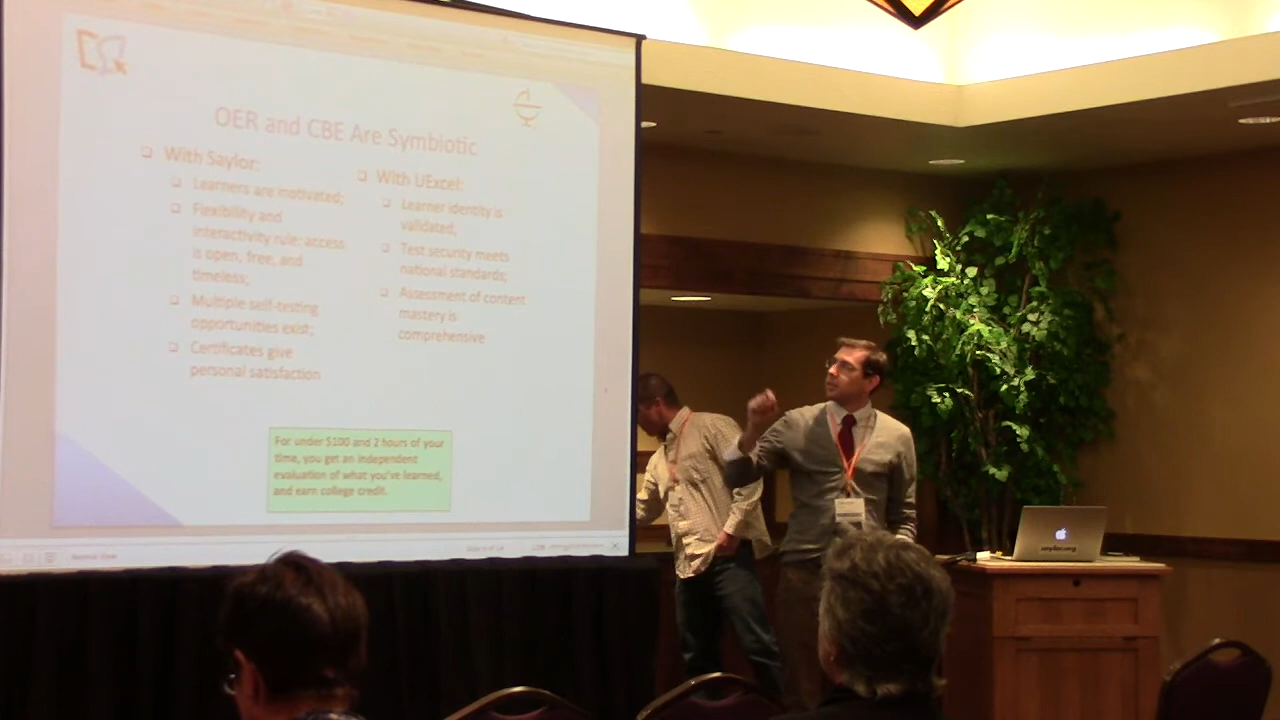 OER and CBE Are Symbiotic
❑ With Saylor:
❑ Learners are motivated;
❑ Flexibility and
interactivity rule; access
is open, free, and
timeless;
❑ Multiple self-testing
opportunities exist;
❑ Certificates give
personal satisfaction
❑ With UExcel:
❑ Learner identity is
validated;
❑ Test security meets
national standards;
❑ Assessment of content
mastery is
comprehensive
For under $100 and 2 hours of your
time, you get an independent
evaluation of what you've learned,
and earn college credit.
saylor.org